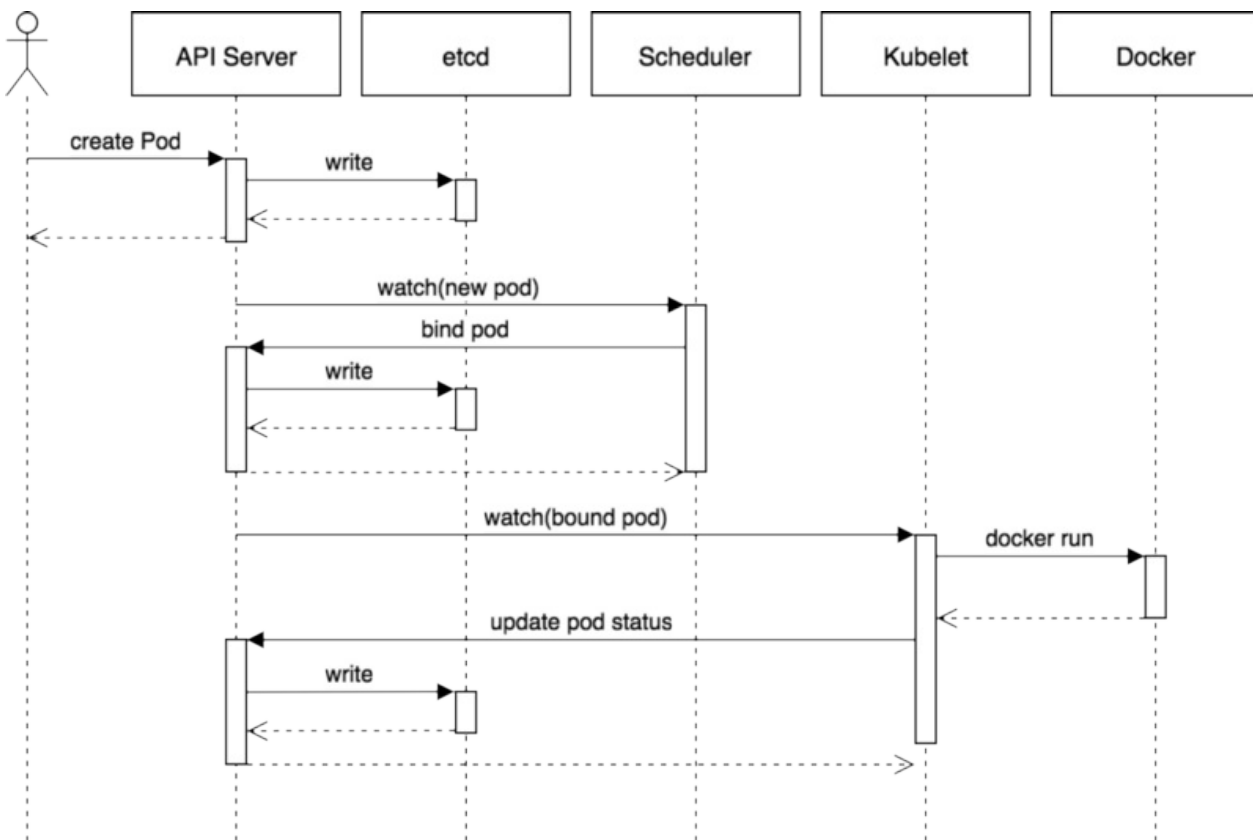 API Server
etcd
Scheduler
Kubelet
Docker
create Pod
write
watch(new pod)
bind pod
write
watch(bound pod)
docker run
update pod status
write